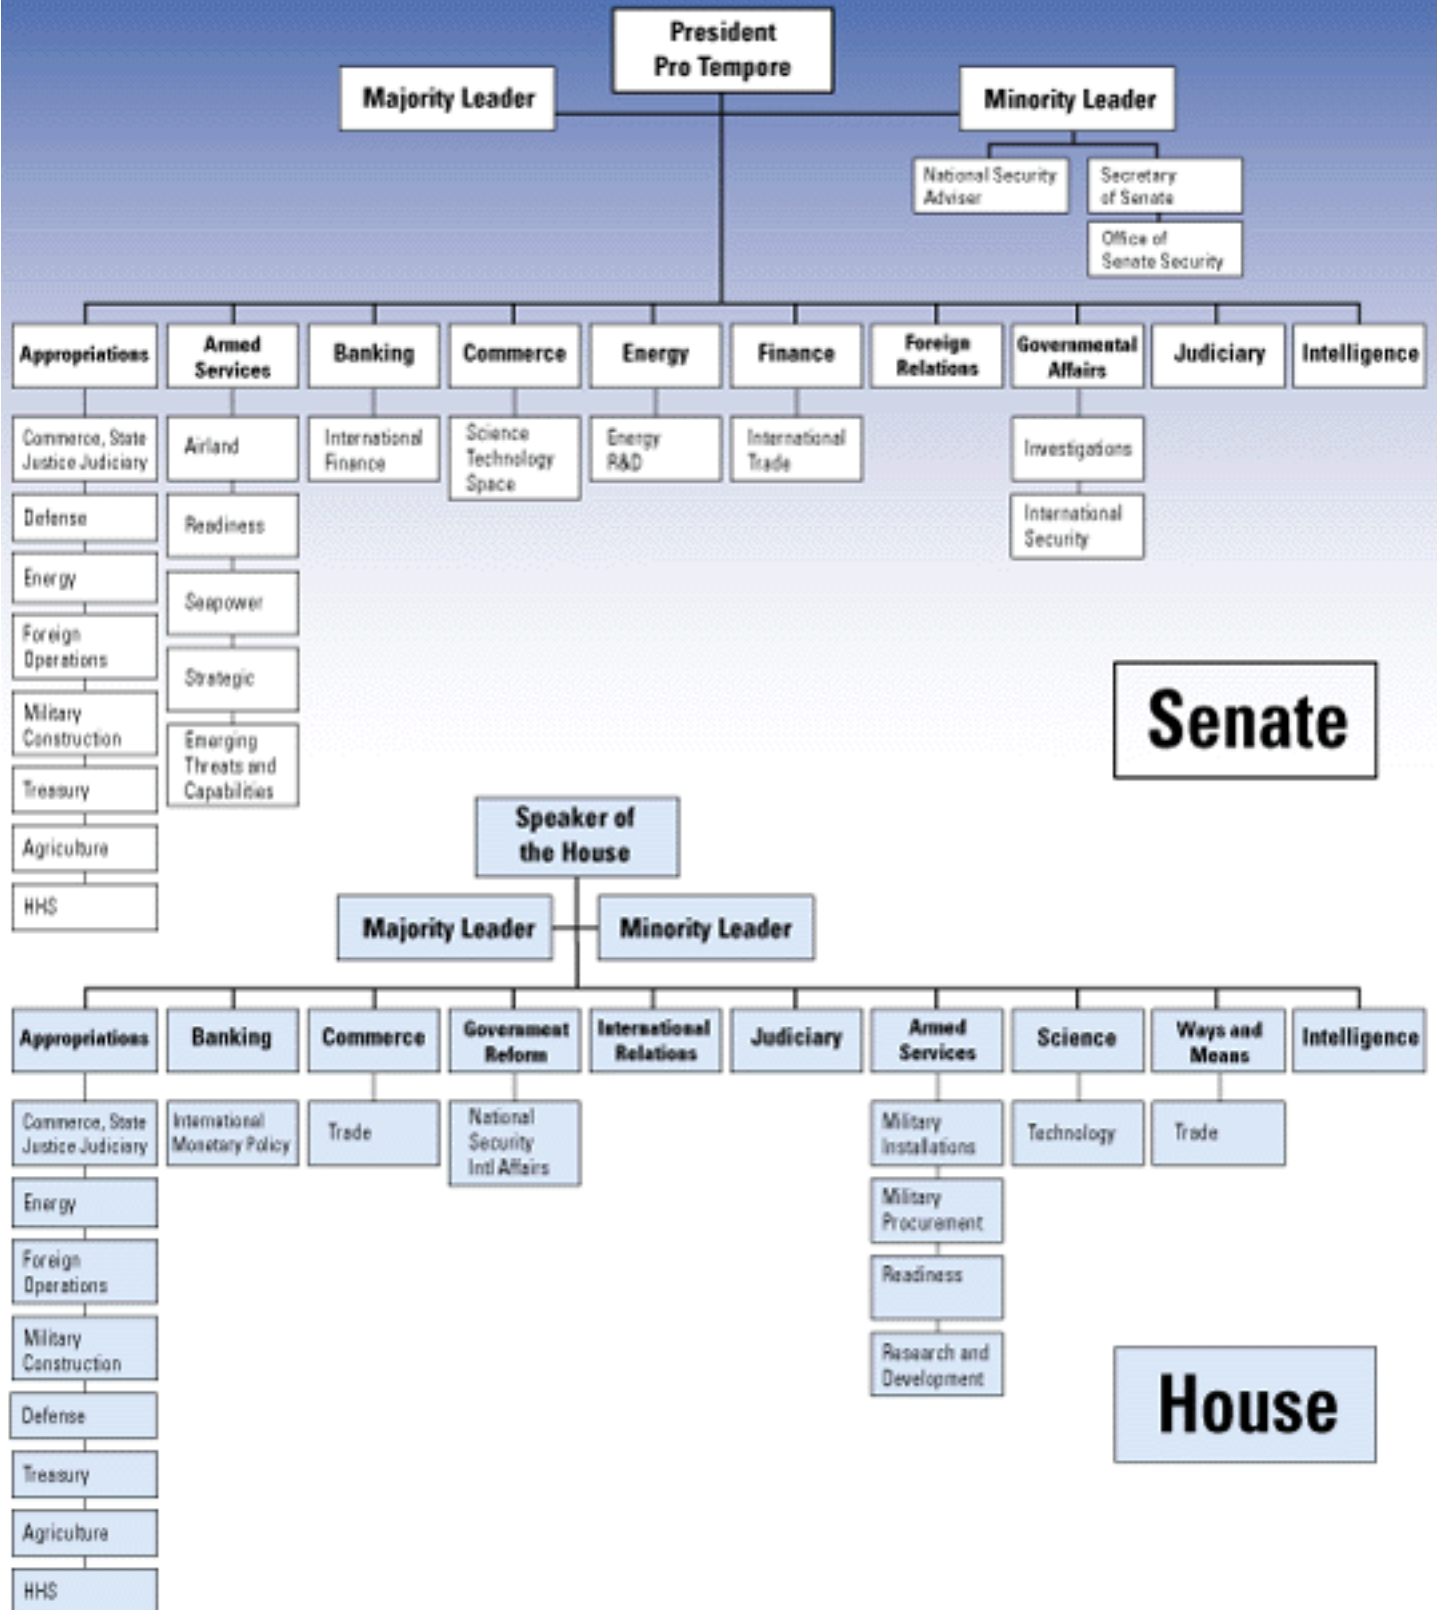 President
Pro Tempore
Majority Leader
Minority Leader
National Security
Adviser
Secretary
of Senate
Office of
Senate Security
Appropriations
Armed
Services
Banking
Commerce
Energy
Finance
Foreign
Relations
Governmental
Affairs
Judiciary
Intelligence
Commerce, State
Justice Judiciary
Defense
Energy
Foreign
Operations
Military
Construction
Treasury
Agriculture
HHS
Airland
Readiness
Seapower
Strategic
Emerging
Threats and
Capabilities
International
Finance
Science
Technology
Space
Energy
R&D
International
Trade
Investigations
International
Security
Senate
Speaker of
the House
Majority Leader
Minority Leader
Appropriations
Banking
Commerce
Government
Reform
International
Relations
Judiciary
Armed
Services
Science
Ways and
Means
Intelligence
Commerce, State
Justice Judiciary
Energy
Foreign
Operations
Military
Construction
Defense
Treasury
Agriculture
HHS
International
Monetary Policy
Trade
National
Security
Intl Affairs
Military
Installations
Military
Procurement
Readiness
Research and
Development
Technology
Trade
House